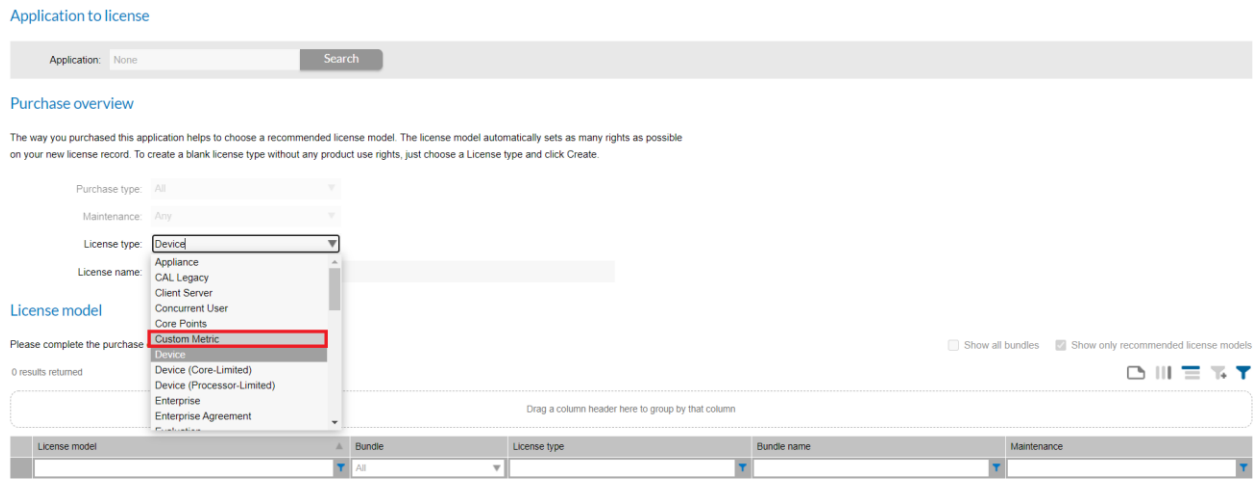 Application to license
Application: None Search
Purchase overview
The way you purchased this application helps to choose a recommended license model. The license model automatically sets as many rights as possible
on your new license record. To create a blank license type without any product use rights, just choose a License type and click Create.
Purchase type: All
Maintenance: Any
License type: Device
License name:
Appliance
CAL Legacy
Client Server
Concurrent User
Core Points
Custom Metric
Device
Device (Core-Limited)
Device (Processor-Limited)
Enterprise
Enterprise Agreement
Evaluation
License model
Please complete the purchase
Show all bundles Show only recommended license models
0 results returned
Drag a column header here to group by that column
License model Bundle License type Bundle name Maintenance
All